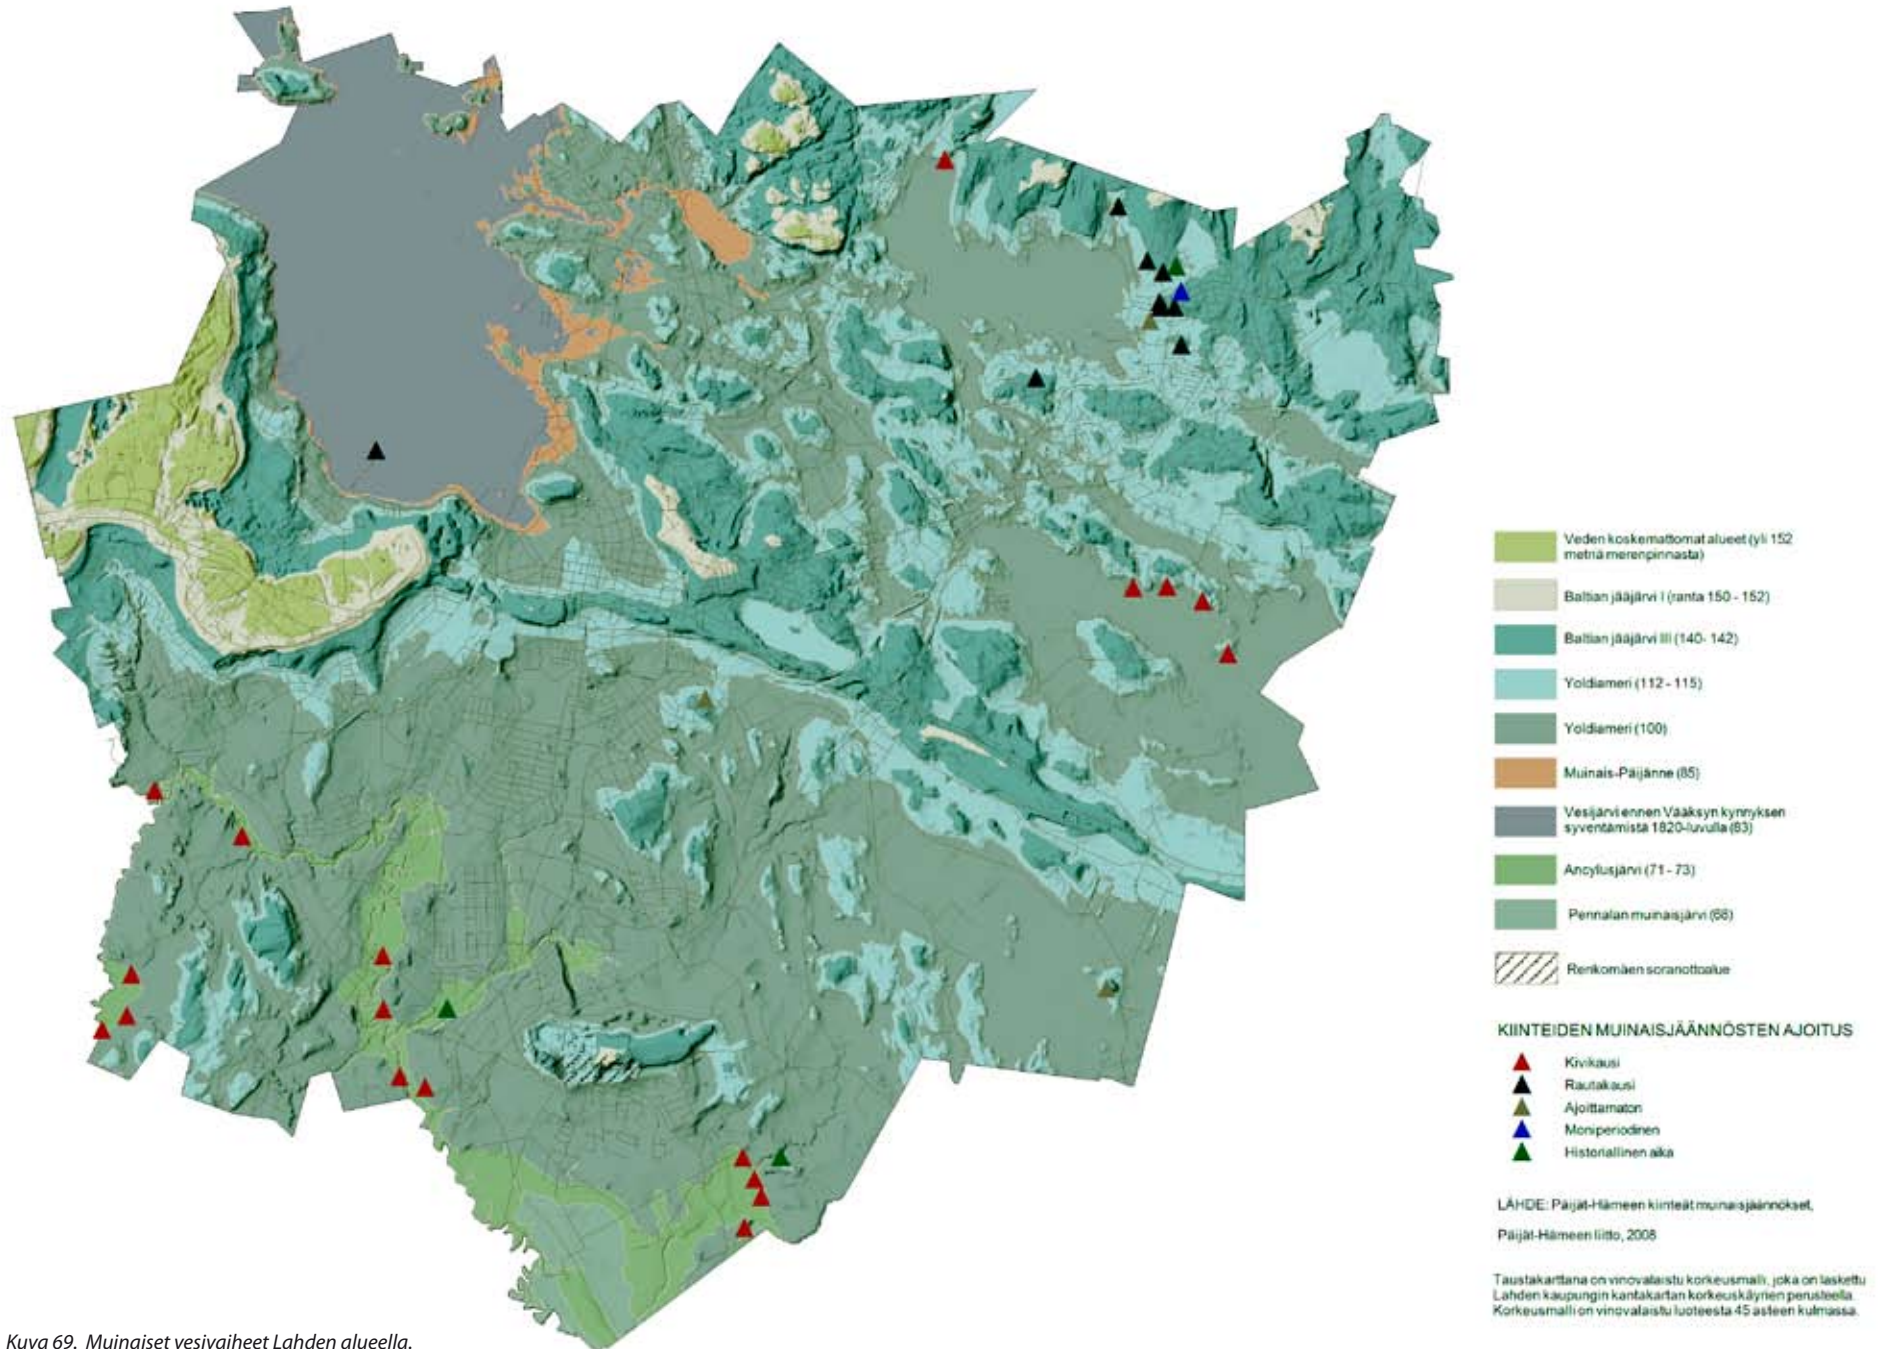 Veden koskemattomat alueet (yli 152
metriä merenpinnasta)
Baltian jääjärvi I (ranta 150 - 152)
Baltian jääjärvi III (140- 142)
Yoldiameri (112 - 115)
Yoldiameri (100)
Muinais-Päijänne (85)
Vesijärvi ennen Vääksyn kynnyksen
syventämistä 1820-luvulla (83)
Ancylusjärvi (71 - 73)
Pennalan muinaisjärvi (68)
Renkomäen soranottoalue
KIINTEIDEN MUINAISJÄÄNNÖSTEN AJOITUS
Kivikausi
Rautakausi
Ajoittamaton
Moniperiodinen
Historiallinen aika
LÄHDE: Päijät-Hämeen kiinteät muinaisjäännökset,
Päijät-Hämeen liitto, 2008
Taustakarttana on vinovalaistu korkeusmalli, joka on laskettu
Lahden kaupungin kantakartan korkeuskäyrien perusteella.
Korkeusmalli on vinovalaistu luoteesta 45 asteen kulmassa.
Kuva 69. Muinaiset vesivaiheet Lahden alueella.